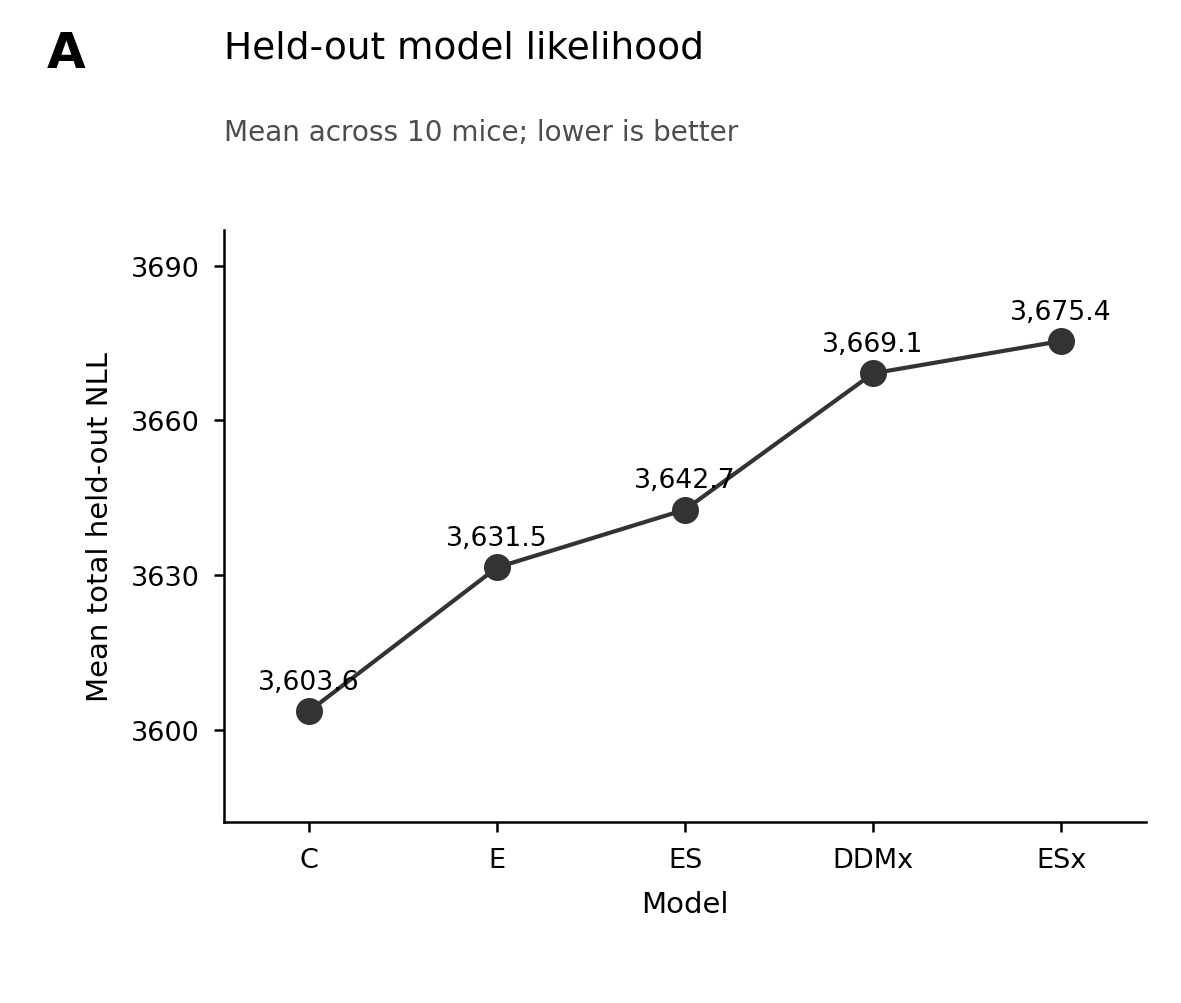 A
Held-out model likelihood
Mean across 10 mice; lower is better
Mean total held-out NLL
3690
3660
3630
3600
3,603.6
3,631.5
3,642.7
3,669.1
3,675.4
C
E
ES
DDMx
ESx
Model